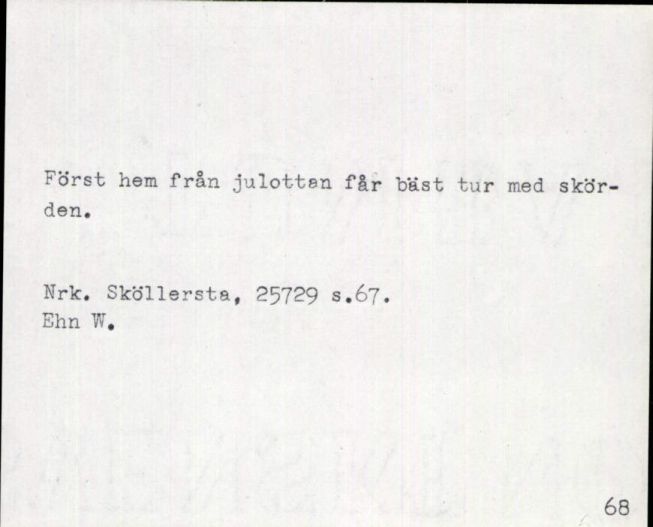 Först hem från julottan får bäst tur med skör-
den.
Nrk. Sköllersta, 25729 s.67.
Ehn W.
68